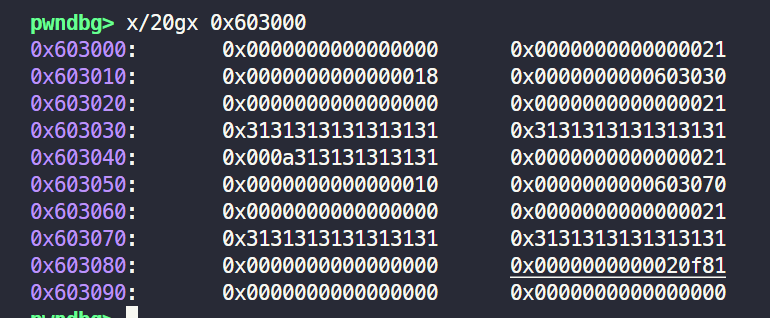 pwndbg> x/20gx 0x603000
0x603000: 0x0000000000000000 0x0000000000000021
0x603010: 0x0000000000000018 0x0000000000603030
0x603020: 0x0000000000000000 0x0000000000000021
0x603030: 0x3131313131313131 0x3131313131313131
0x603040: 0x000a313131313131 0x0000000000000021
0x603050: 0x0000000000000010 0x0000000000603070
0x603060: 0x0000000000000000 0x0000000000000021
0x603070: 0x3131313131313131 0x3131313131313131
0x603080: 0x0000000000000000 0x0000000000020f81
0x603090: 0x0000000000000000 0x0000000000000000
pwndbg>